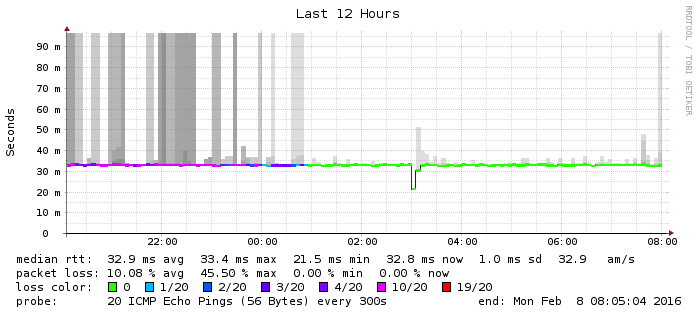 Last 12 Hours
RRDTOOL / TOBI OETIKER
Seconds
90 m
80 m
70 m
60 m
50 m
40 m
30 m
20 m
10 m
0
22:00 00:00 02:00 04:00 06:00 08:00
median rtt: 32.9 ms avg 33.4 ms max 21.5 ms min 32.8 ms now 1.0 ms sd 32.9 am/s
packet loss: 10.08 % avg 45.50 % max 0.00 % min 0.00 % now
loss color: 0 1/20 2/20 3/20 4/20 10/20 19/20
probe: 20 ICMP Echo Pings (56 Bytes) every 300s end: Mon Feb 8 08:05:04 2016